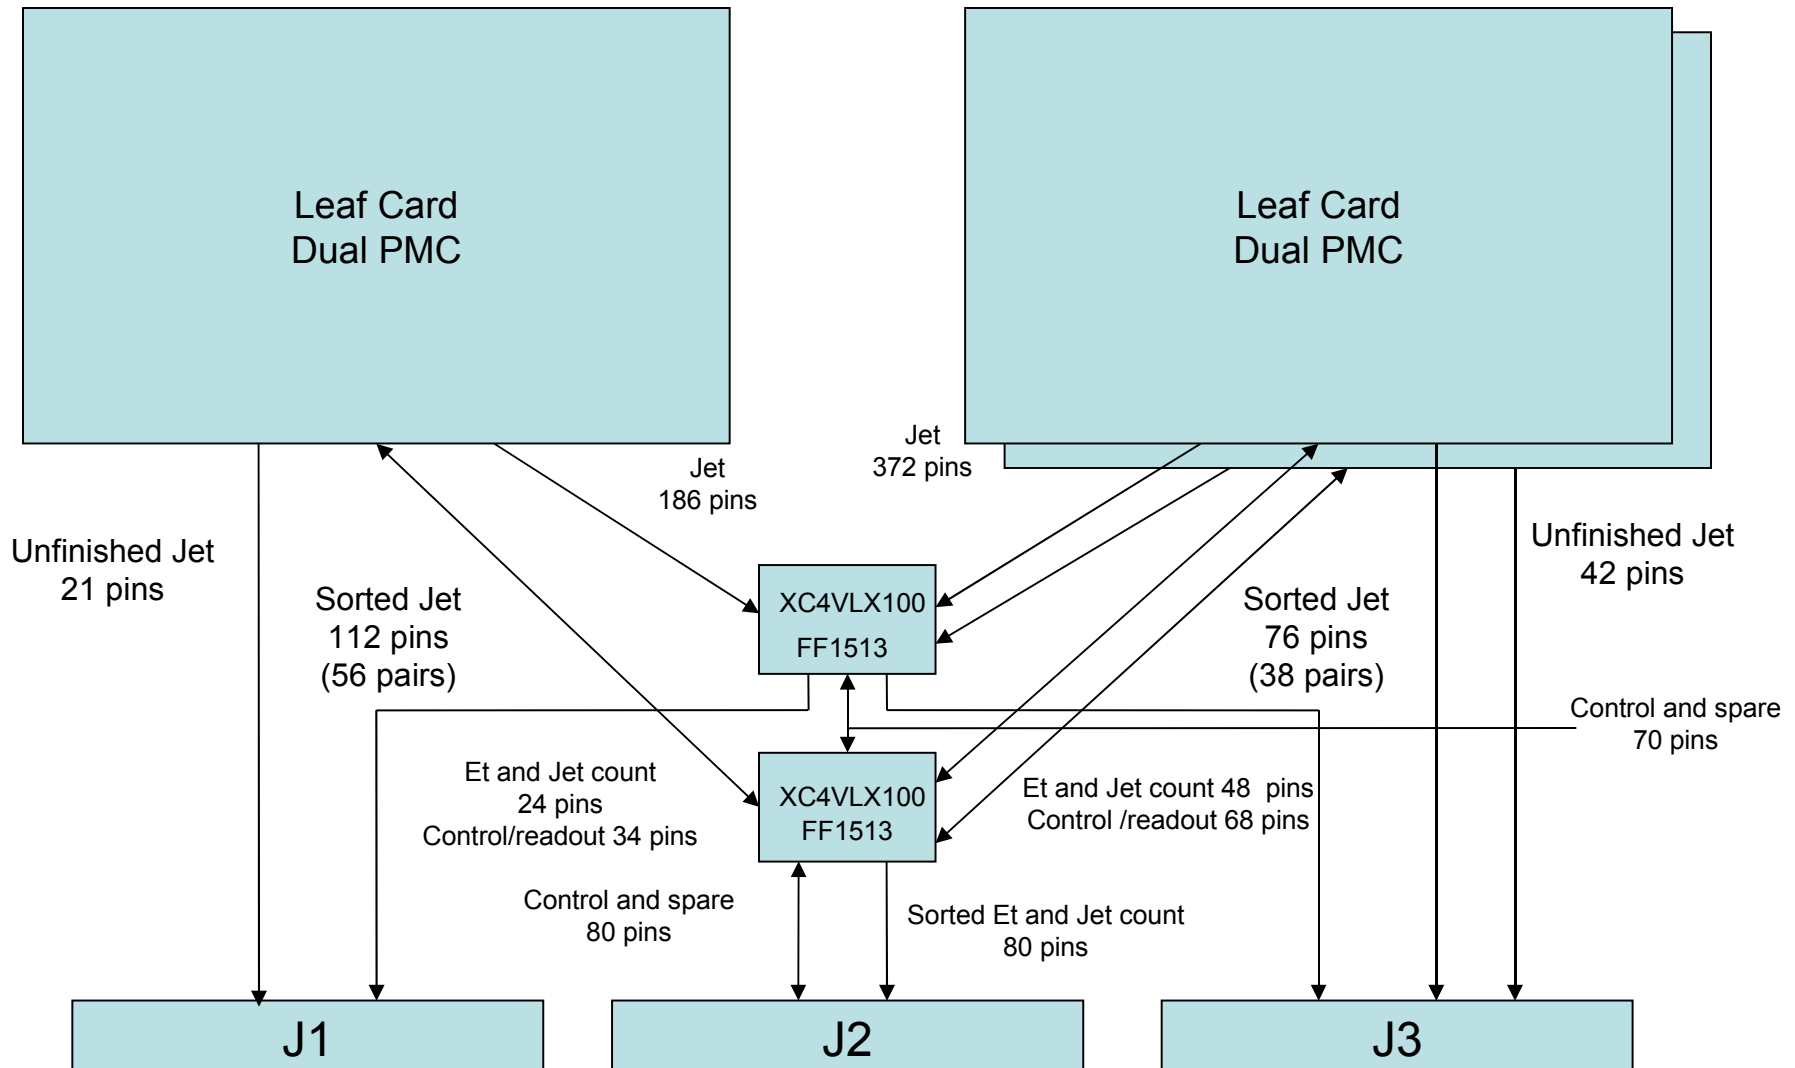 Leaf Card
Dual PMC
Leaf Card
Dual PMC
Jet
186 pins
Jet
372 pins
Unfinished Jet
21 pins
Sorted Jet
112 pins
(56 pairs)
XC4VLX100
FF1513
Sorted Jet
76 pins
(38 pairs)
Unfinished Jet
42 pins
Control and spare
70 pins
Et and Jet count
24 pins
Control/readout 34 pins
XC4VLX100
FF1513
Et and Jet count 48 pins
Control /readout 68 pins
Control and spare
80 pins
Sorted Et and Jet count
80 pins
J1
J2
J3